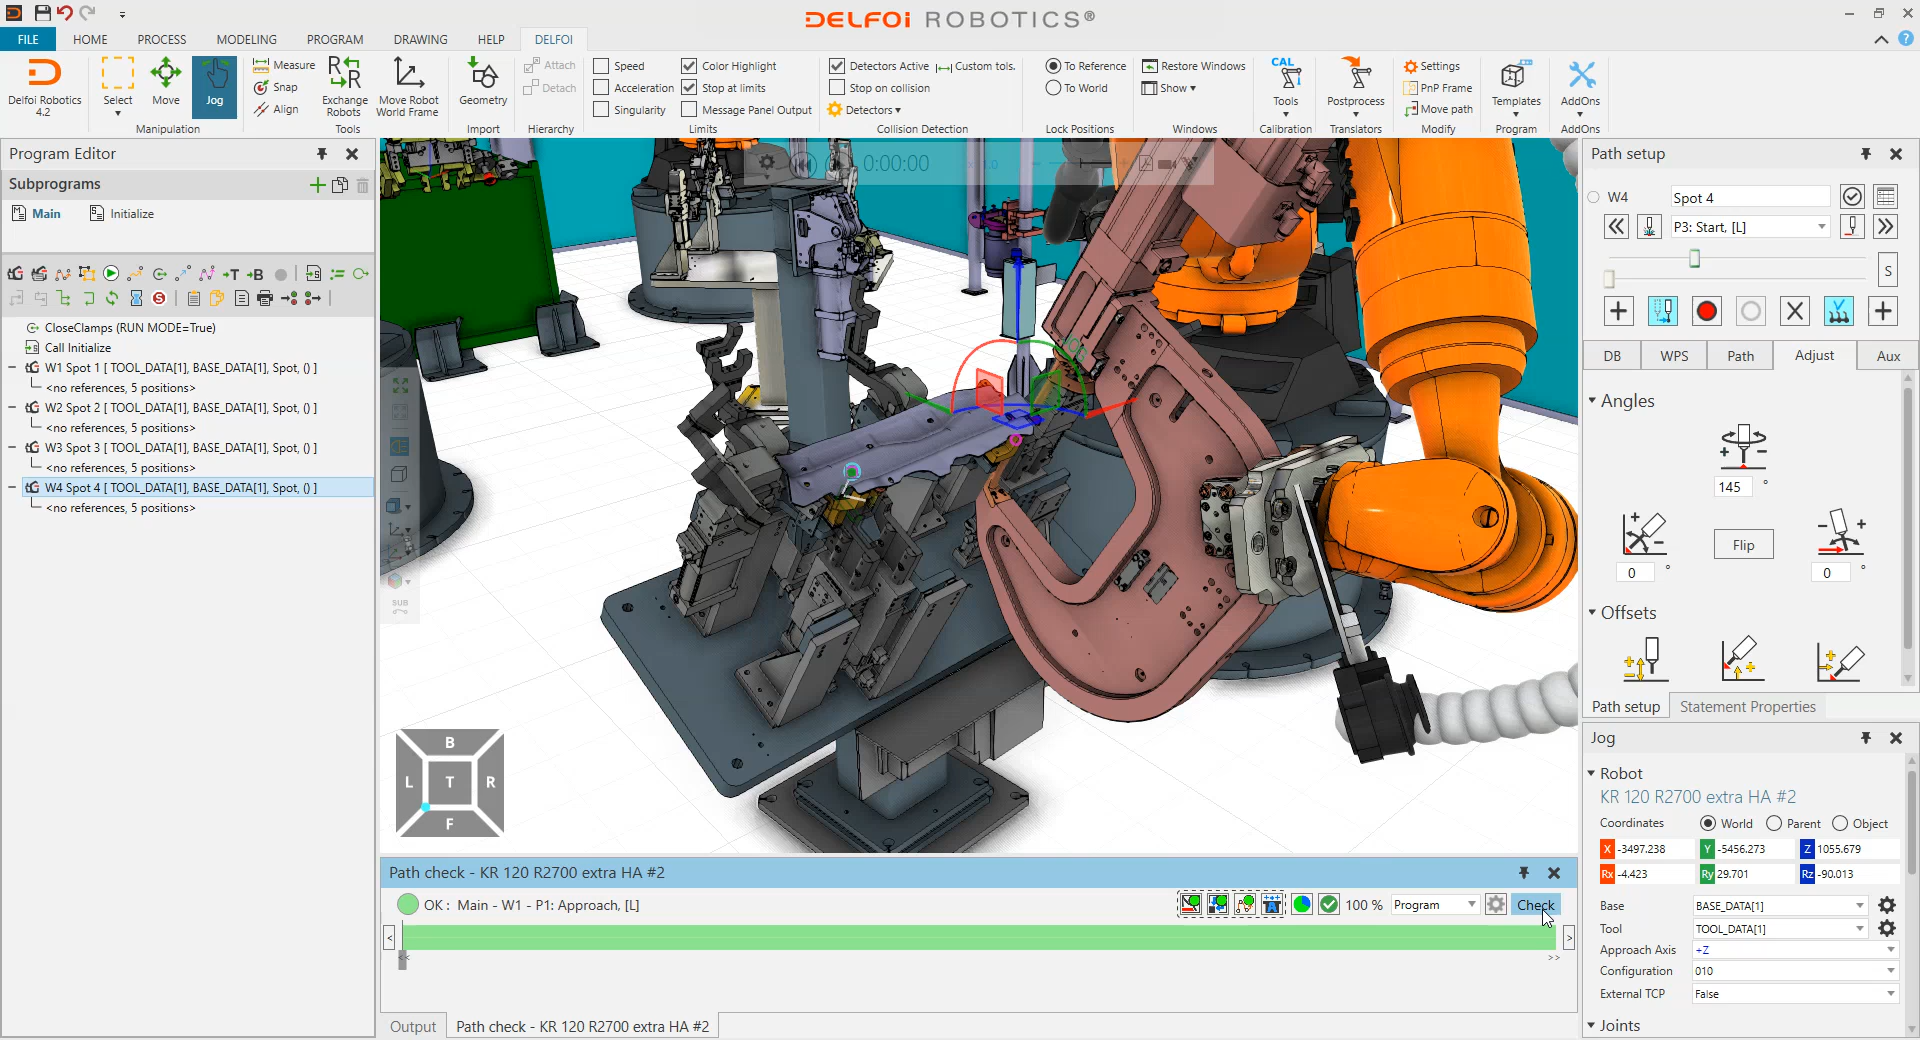 DELFOi ROBOTICS®
FILE HOME PROCESS MODELING PROGRAM DRAWING HELP DELFOI
Delfoi Robotics 4.2
Select
Move
Jog
Manipulation
Measure
Snap
Align
Exchange Robots
Move Robot World Frame
Tools
Geometry
Import
Attach
Detach
Hierarchy
Speed
Acceleration
Singularity
Color Highlight
Stop at limits
Message Panel Output
Limits
Detectors Active
Custom tols.
Stop on collision
Detectors
Collision Detection
To Reference
To World
Lock Positions
Restore Windows
Show
Windows
CAL
Tools
Calibration
Postprocess
Translators
Settings
PnP Frame
Move path
Modify
Templates
Program
AddOns
AddOns
Program Editor
Subprograms
Main
Initialize
CloseClamps (RUN MODE=True)
Call Initialize
W1 Spot 1 [ TOOL_DATA[1], BASE_DATA[1], Spot, () ]
<no references, 5 positions>
W2 Spot 2 [ TOOL_DATA[1], BASE_DATA[1], Spot, () ]
<no references, 5 positions>
W3 Spot 3 [ TOOL_DATA[1], BASE_DATA[1], Spot, () ]
<no references, 5 positions>
W4 Spot 4 [ TOOL_DATA[1], BASE_DATA[1], Spot, () ]
<no references, 5 positions>
0:00:00
SUB
B
L T R
F
Path check - KR 120 R2700 extra HA #2
OK : Main - W1 - P1: Approach, [L]
100 % Program Check
< >
<< >>
Output
Path check - KR 120 R2700 extra HA #2
Path setup
W4 Spot 4
P3: Start, [L]
S
DB WPS Path Adjust Aux
Angles
145 °
Flip
0 ° 0 °
Offsets
Path setup Statement Properties
Jog
Robot
KR 120 R2700 extra HA #2
Coordinates World Parent Object
X -3497.238 Y -5456.273 Z 1055.679
Rx -4.423 Ry 29.701 Rz -90.013
Base BASE_DATA[1]
Tool TOOL_DATA[1]
Approach Axis +Z
Configuration 010
External TCP False
Joints